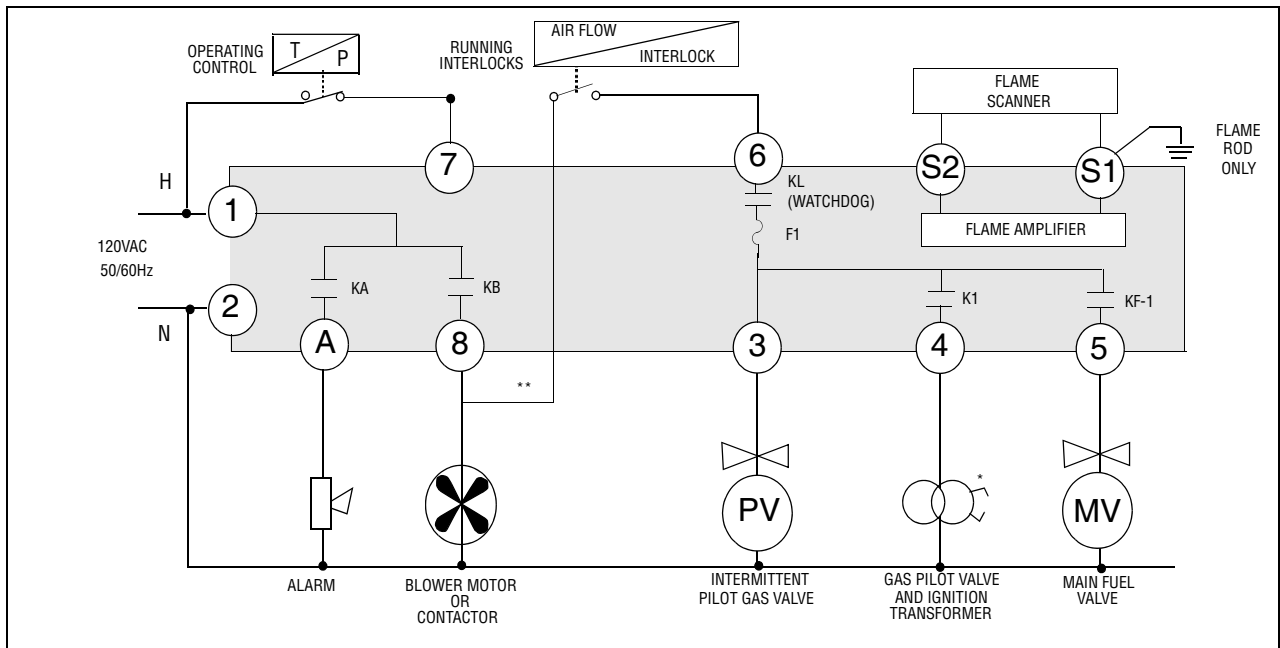 OPERATING
CONTROL
T
P
RUNNING
INTERLOCKS
AIR FLOW
INTERLOCK
FLAME
SCANNER
FLAME
ROD
ONLY
7
6
S2
S1
H
1
KL
(WATCHDOG)
F1
FLAME AMPLIFIER
120VAC
50/60Hz
2
N
KA
KB
K1
KF-1
A
8
3
4
5
**
*
PV
MV
ALARM
BLOWER MOTOR
OR
CONTACTOR
INTERMITTENT
PILOT GAS VALVE
GAS PILOT VALVE
AND IGNITION
TRANSFORMER
MAIN FUEL
VALVE